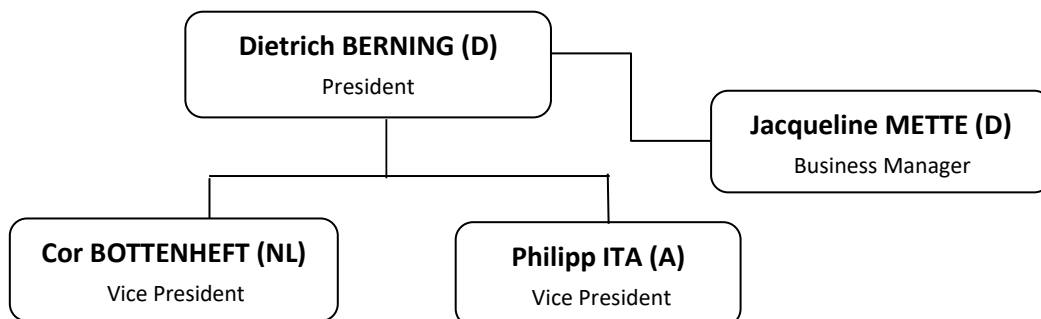 Dietrich BERNING (D)
President
Jacqueline METTE (D)
Business Manager
Cor BOTTENHEFT (NL)
Vice President
Philipp ITA (A)
Vice President